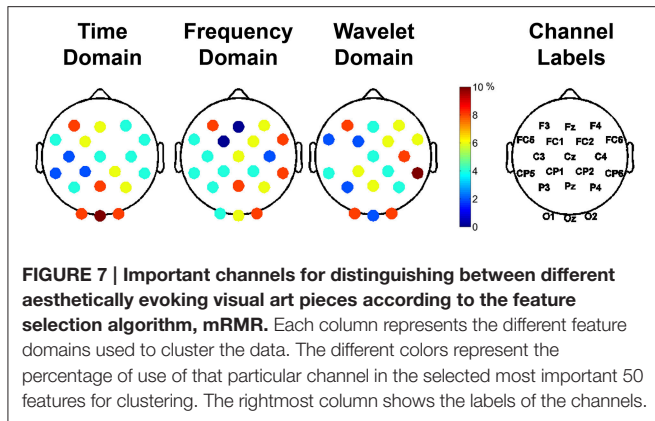 Time Domain
Frequency Domain
Wavelet Domain
Channel Labels
10 %
8
6
4
2
0
F3 Fz F4
FC5 FC1 FC2 FC6
C3 Cz C4
CP5 CP1 CP2 CP6
P3 Pz P4
O1 Oz O2
FIGURE 7 | Important channels for distinguishing between different
aesthetically evoking visual art pieces according to the feature
selection algorithm, mRMR. Each column represents the different feature
domains used to cluster the data. The different colors represent the
percentage of use of that particular channel in the selected most important 50
features for clustering. The rightmost column shows the labels of the channels.